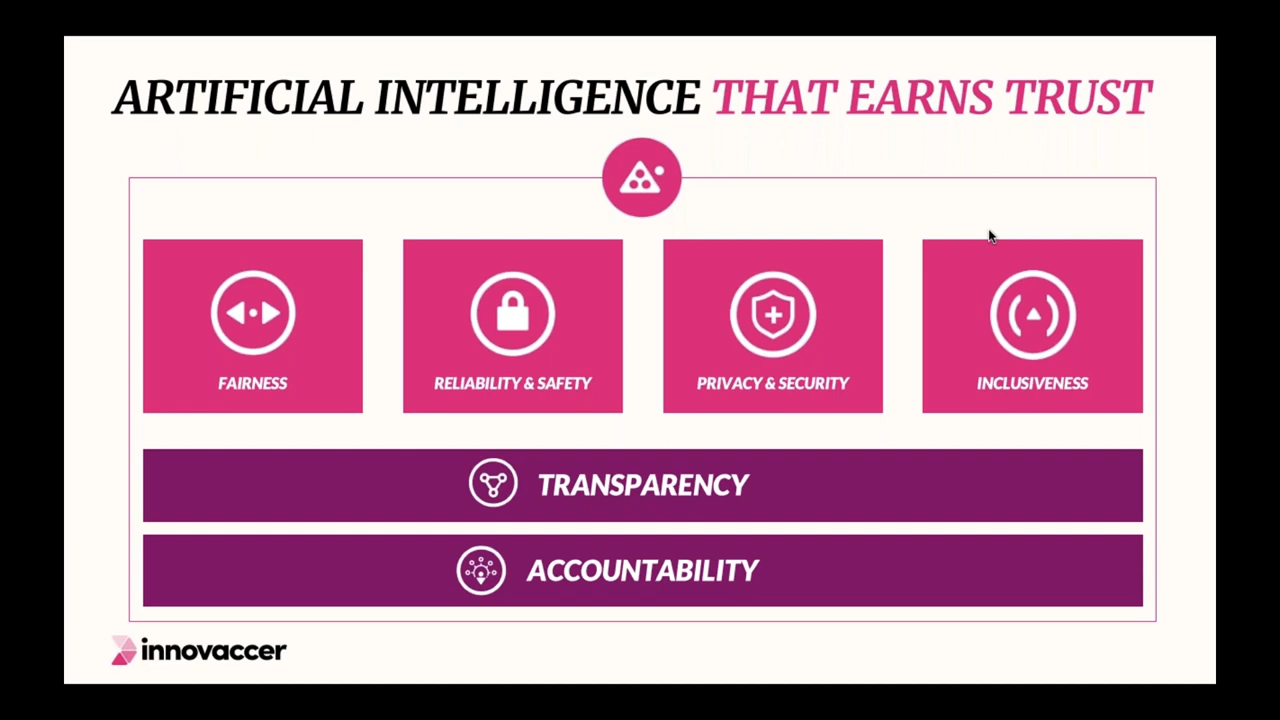 ARTIFICIAL INTELLIGENCE THAT EARNS TRUST
FAIRNESS
RELIABILITY & SAFETY
PRIVACY & SECURITY
INCLUSIVENESS
TRANSPARENCY
ACCOUNTABILITY
innovaccer